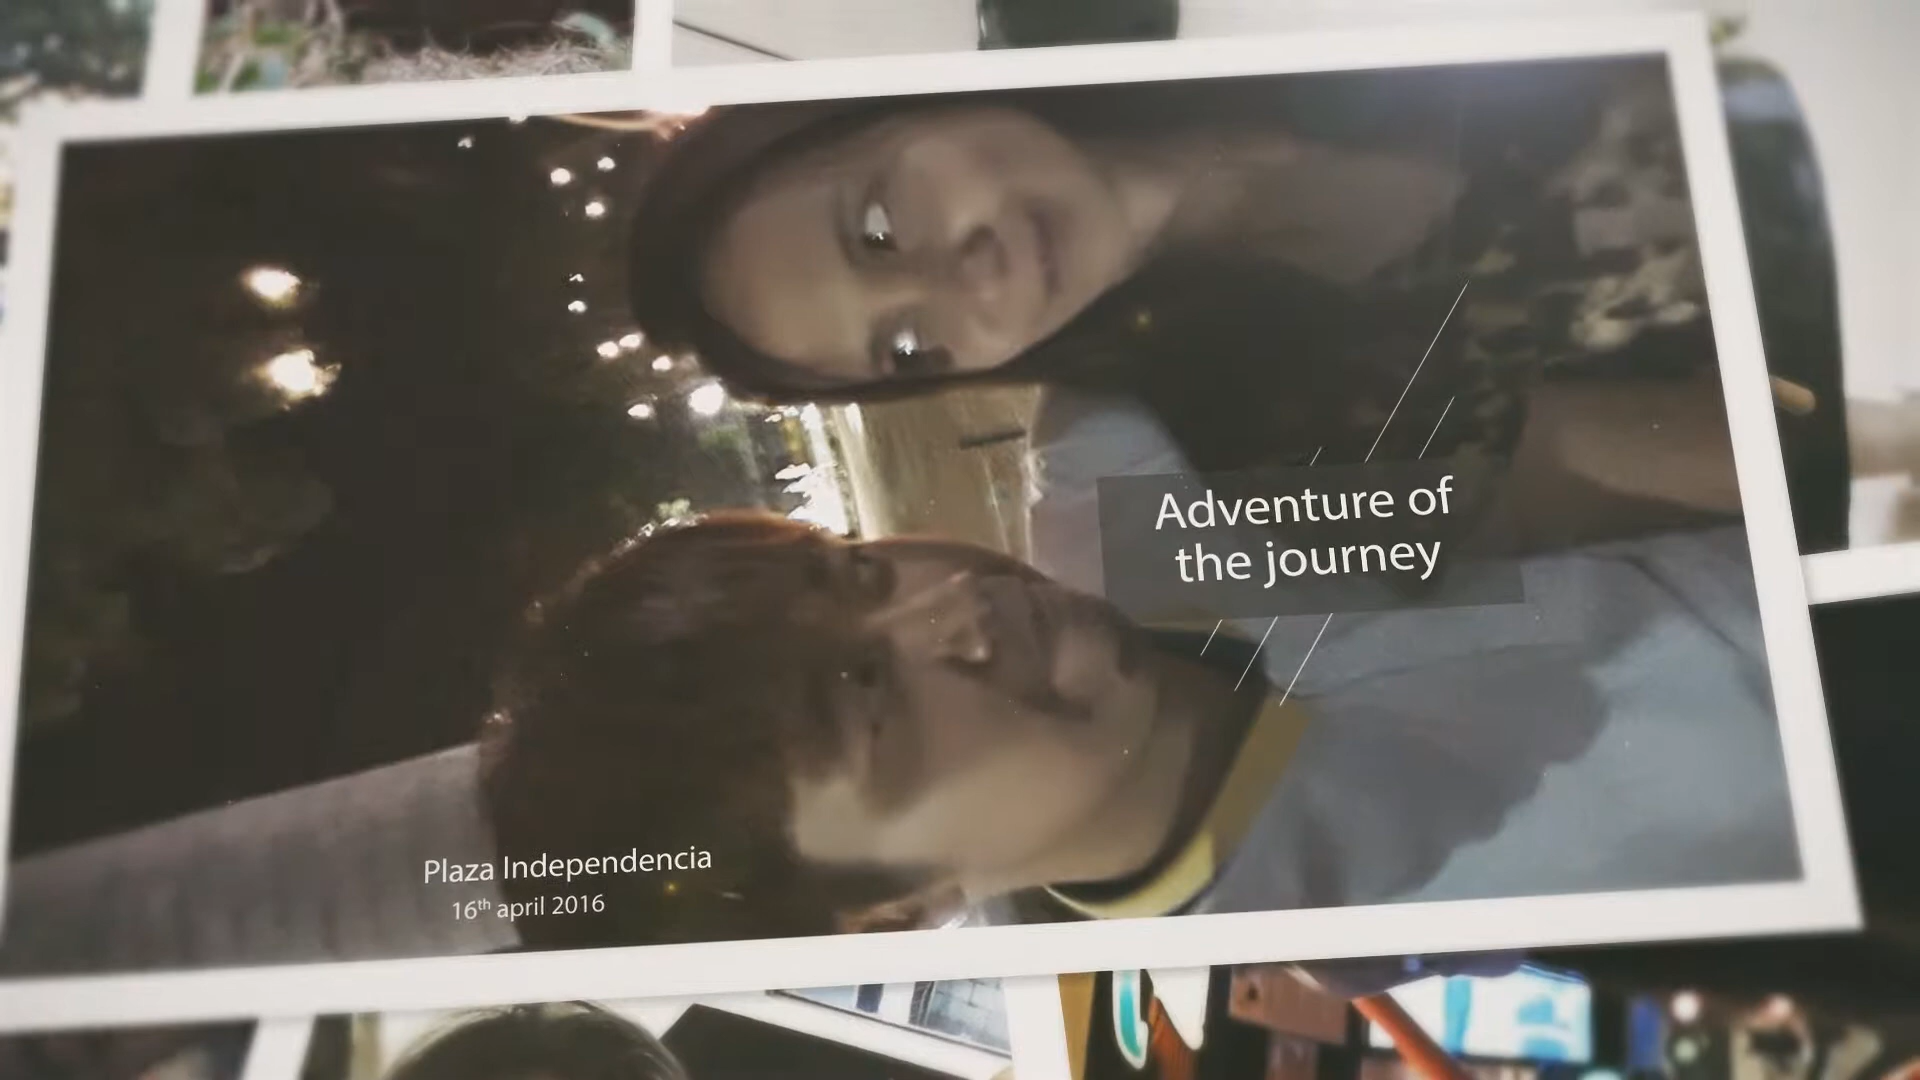 Adventure of
the journey
Plaza Independencia
16th april 2016